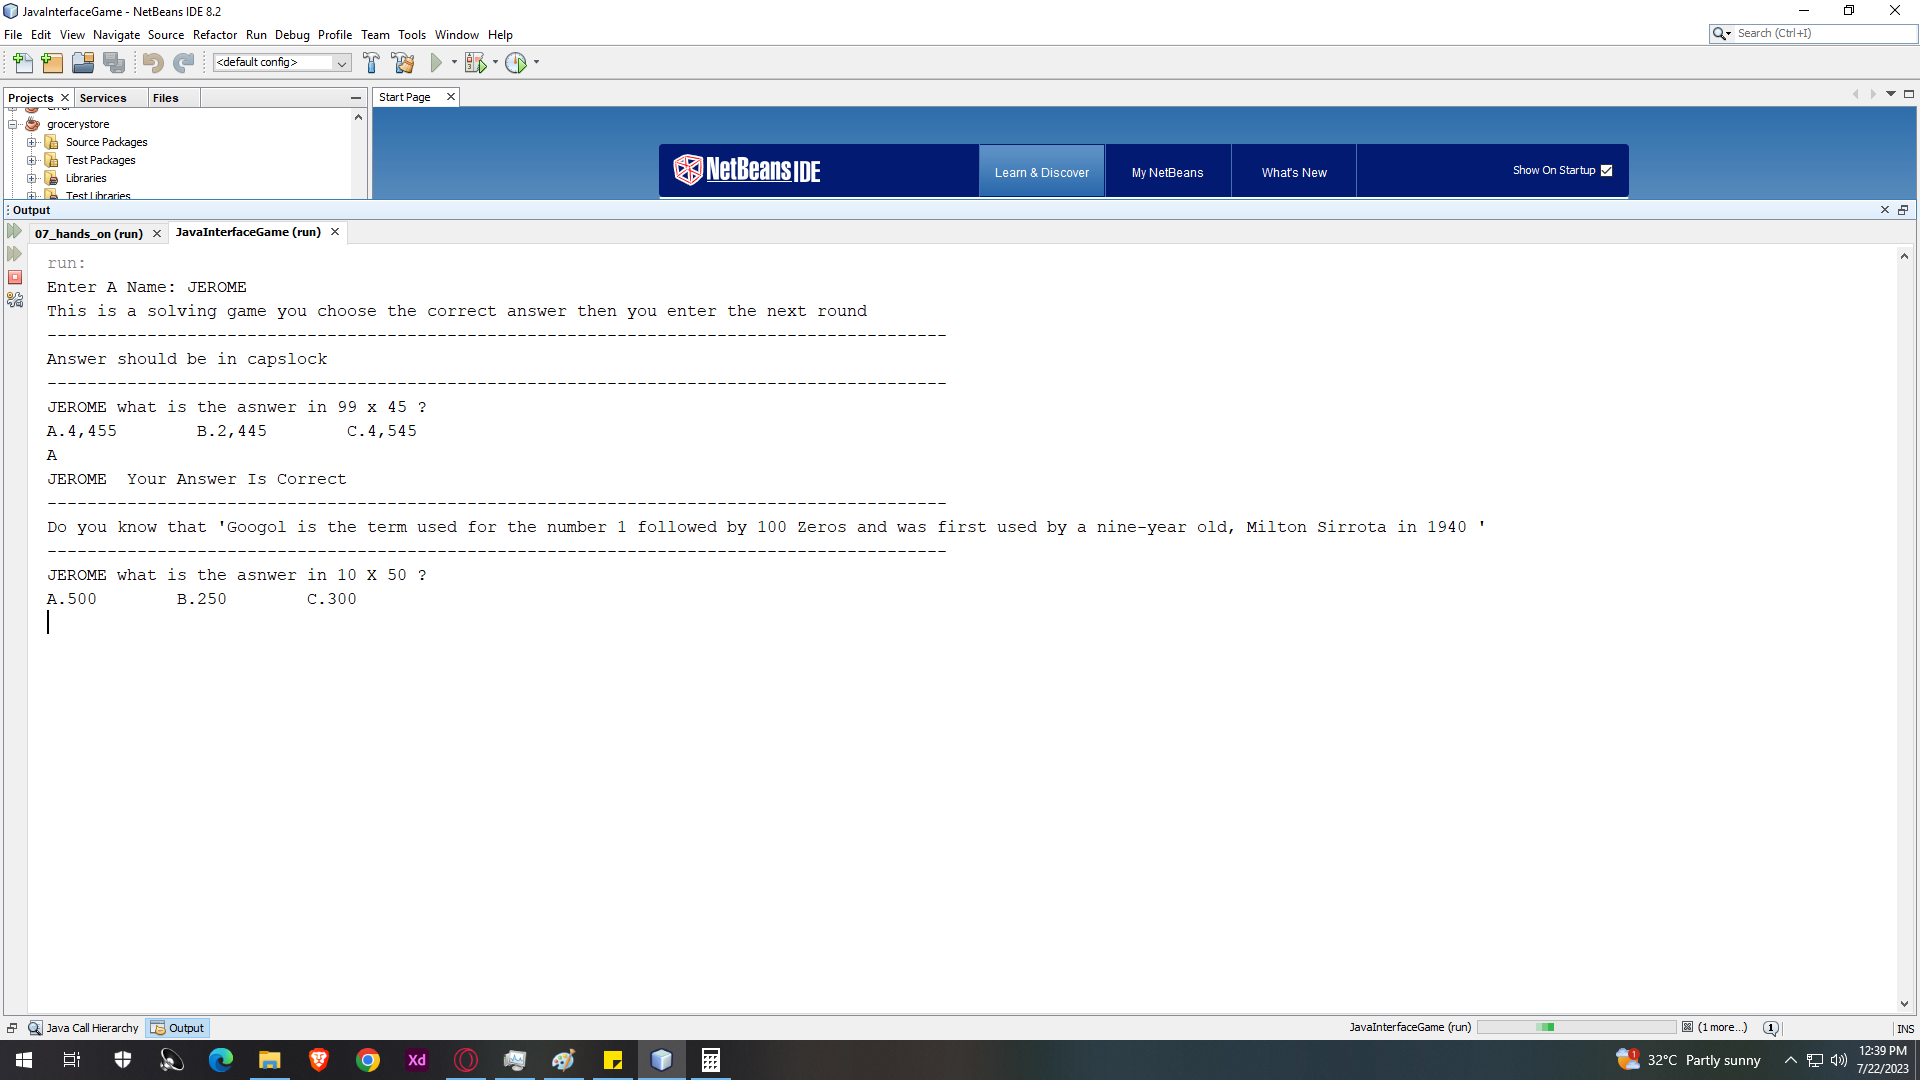 JavaInterfaceGame - NetBeans IDE 8.2
File Edit View Navigate Source Refactor Run Debug Profile Team Tools Window Help
Search (Ctrl+I)
<default config>
Projects Services Files
Start Page
grocerystore
Source Packages
Test Packages
Libraries
Test Libraries
NetBeans IDE
Learn & Discover My NetBeans What's New Show On Startup
Output
07_hands_on (run) JavaInterfaceGame (run)
run:
Enter A Name: JEROME
This is a solving game you choose the correct answer then you enter the next round
------------------------------------------------------------------------------------------
Answer should be in capslock
------------------------------------------------------------------------------------------
JEROME what is the asnwer in 99 x 45 ?
A.4,455        B.2,445        C.4,545
A
JEROME  Your Answer Is Correct
------------------------------------------------------------------------------------------
Do you know that 'Googol is the term used for the number 1 followed by 100 Zeros and was first used by a nine-year old, Milton Sirrota in 1940 '
------------------------------------------------------------------------------------------
JEROME what is the asnwer in 10 X 50 ?
A.500        B.250        C.300
Java Call Hierarchy Output
JavaInterfaceGame (run) (1 more...) 1 INS
Xd
1 32°C Partly sunny
12:39 PM
7/22/2023